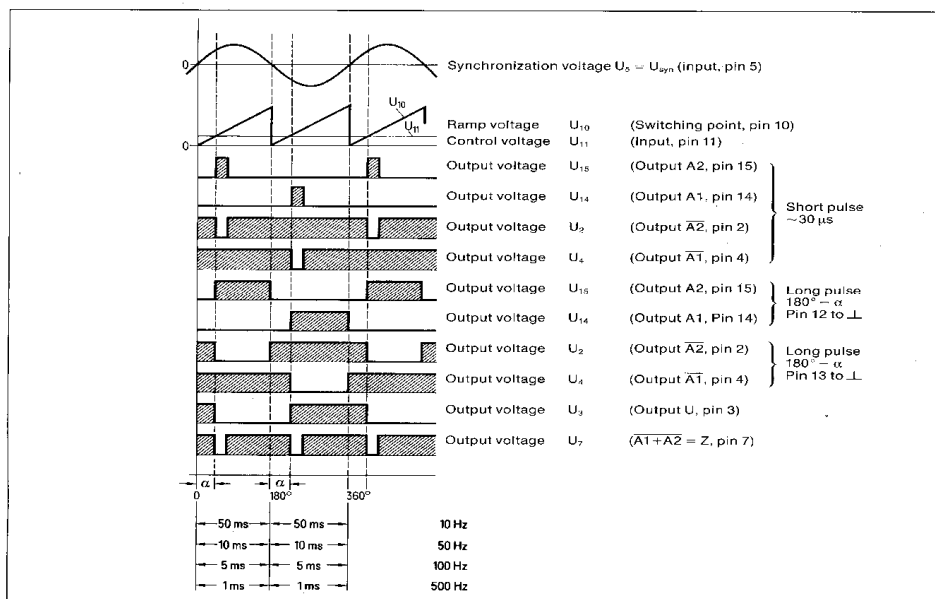 0
Synchronization voltage U₅ = Uₛyn (input, pin 5)
U₁₀
U₁₁
0
Ramp voltage U₁₀ (Switching point, pin 10)
Control voltage U₁₁ (Input, pin 11)
Output voltage U₁₅ (Output A2, pin 15)
Output voltage U₁₄ (Output A1, pin 14)
Output voltage U₂ (Output A̅2̅, pin 2)
Output voltage U₄ (Output A̅1̅, pin 4)
Short pulse
~30 µs
Output voltage U₁₅ (Output A2, pin 15)
Output voltage U₁₄ (Output A1, Pin 14)
Long pulse
180° – α
Pin 12 to ⊥
Output voltage U₂ (Output A̅2̅, pin 2)
Output voltage U₄ (Output A̅1̅, pin 4)
Long pulse
180° – α
Pin 13 to ⊥
Output voltage U₃ (Output U, pin 3)
Output voltage U₇ (A̅1̅+̅A̅2̅ = Z, pin 7)
α α
0 180° 360°
50 ms 50 ms 10 Hz
10 ms 10 ms 50 Hz
5 ms 5 ms 100 Hz
1 ms 1 ms 500 Hz